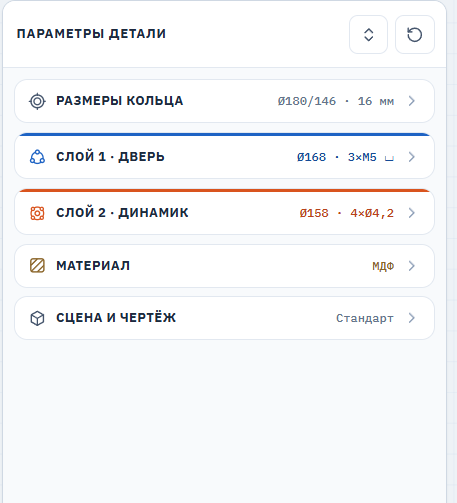 ПАРАМЕТРЫ ДЕТАЛИ
РАЗМЕРЫ КОЛЬЦА Ø180/146 · 16 мм
СЛОЙ 1 · ДВЕРЬ Ø168 · 3×M5 ⌴
СЛОЙ 2 · ДИНАМИК Ø158 · 4×Ø4,2
МАТЕРИАЛ МДФ
СЦЕНА И ЧЕРТЁЖ Стандарт